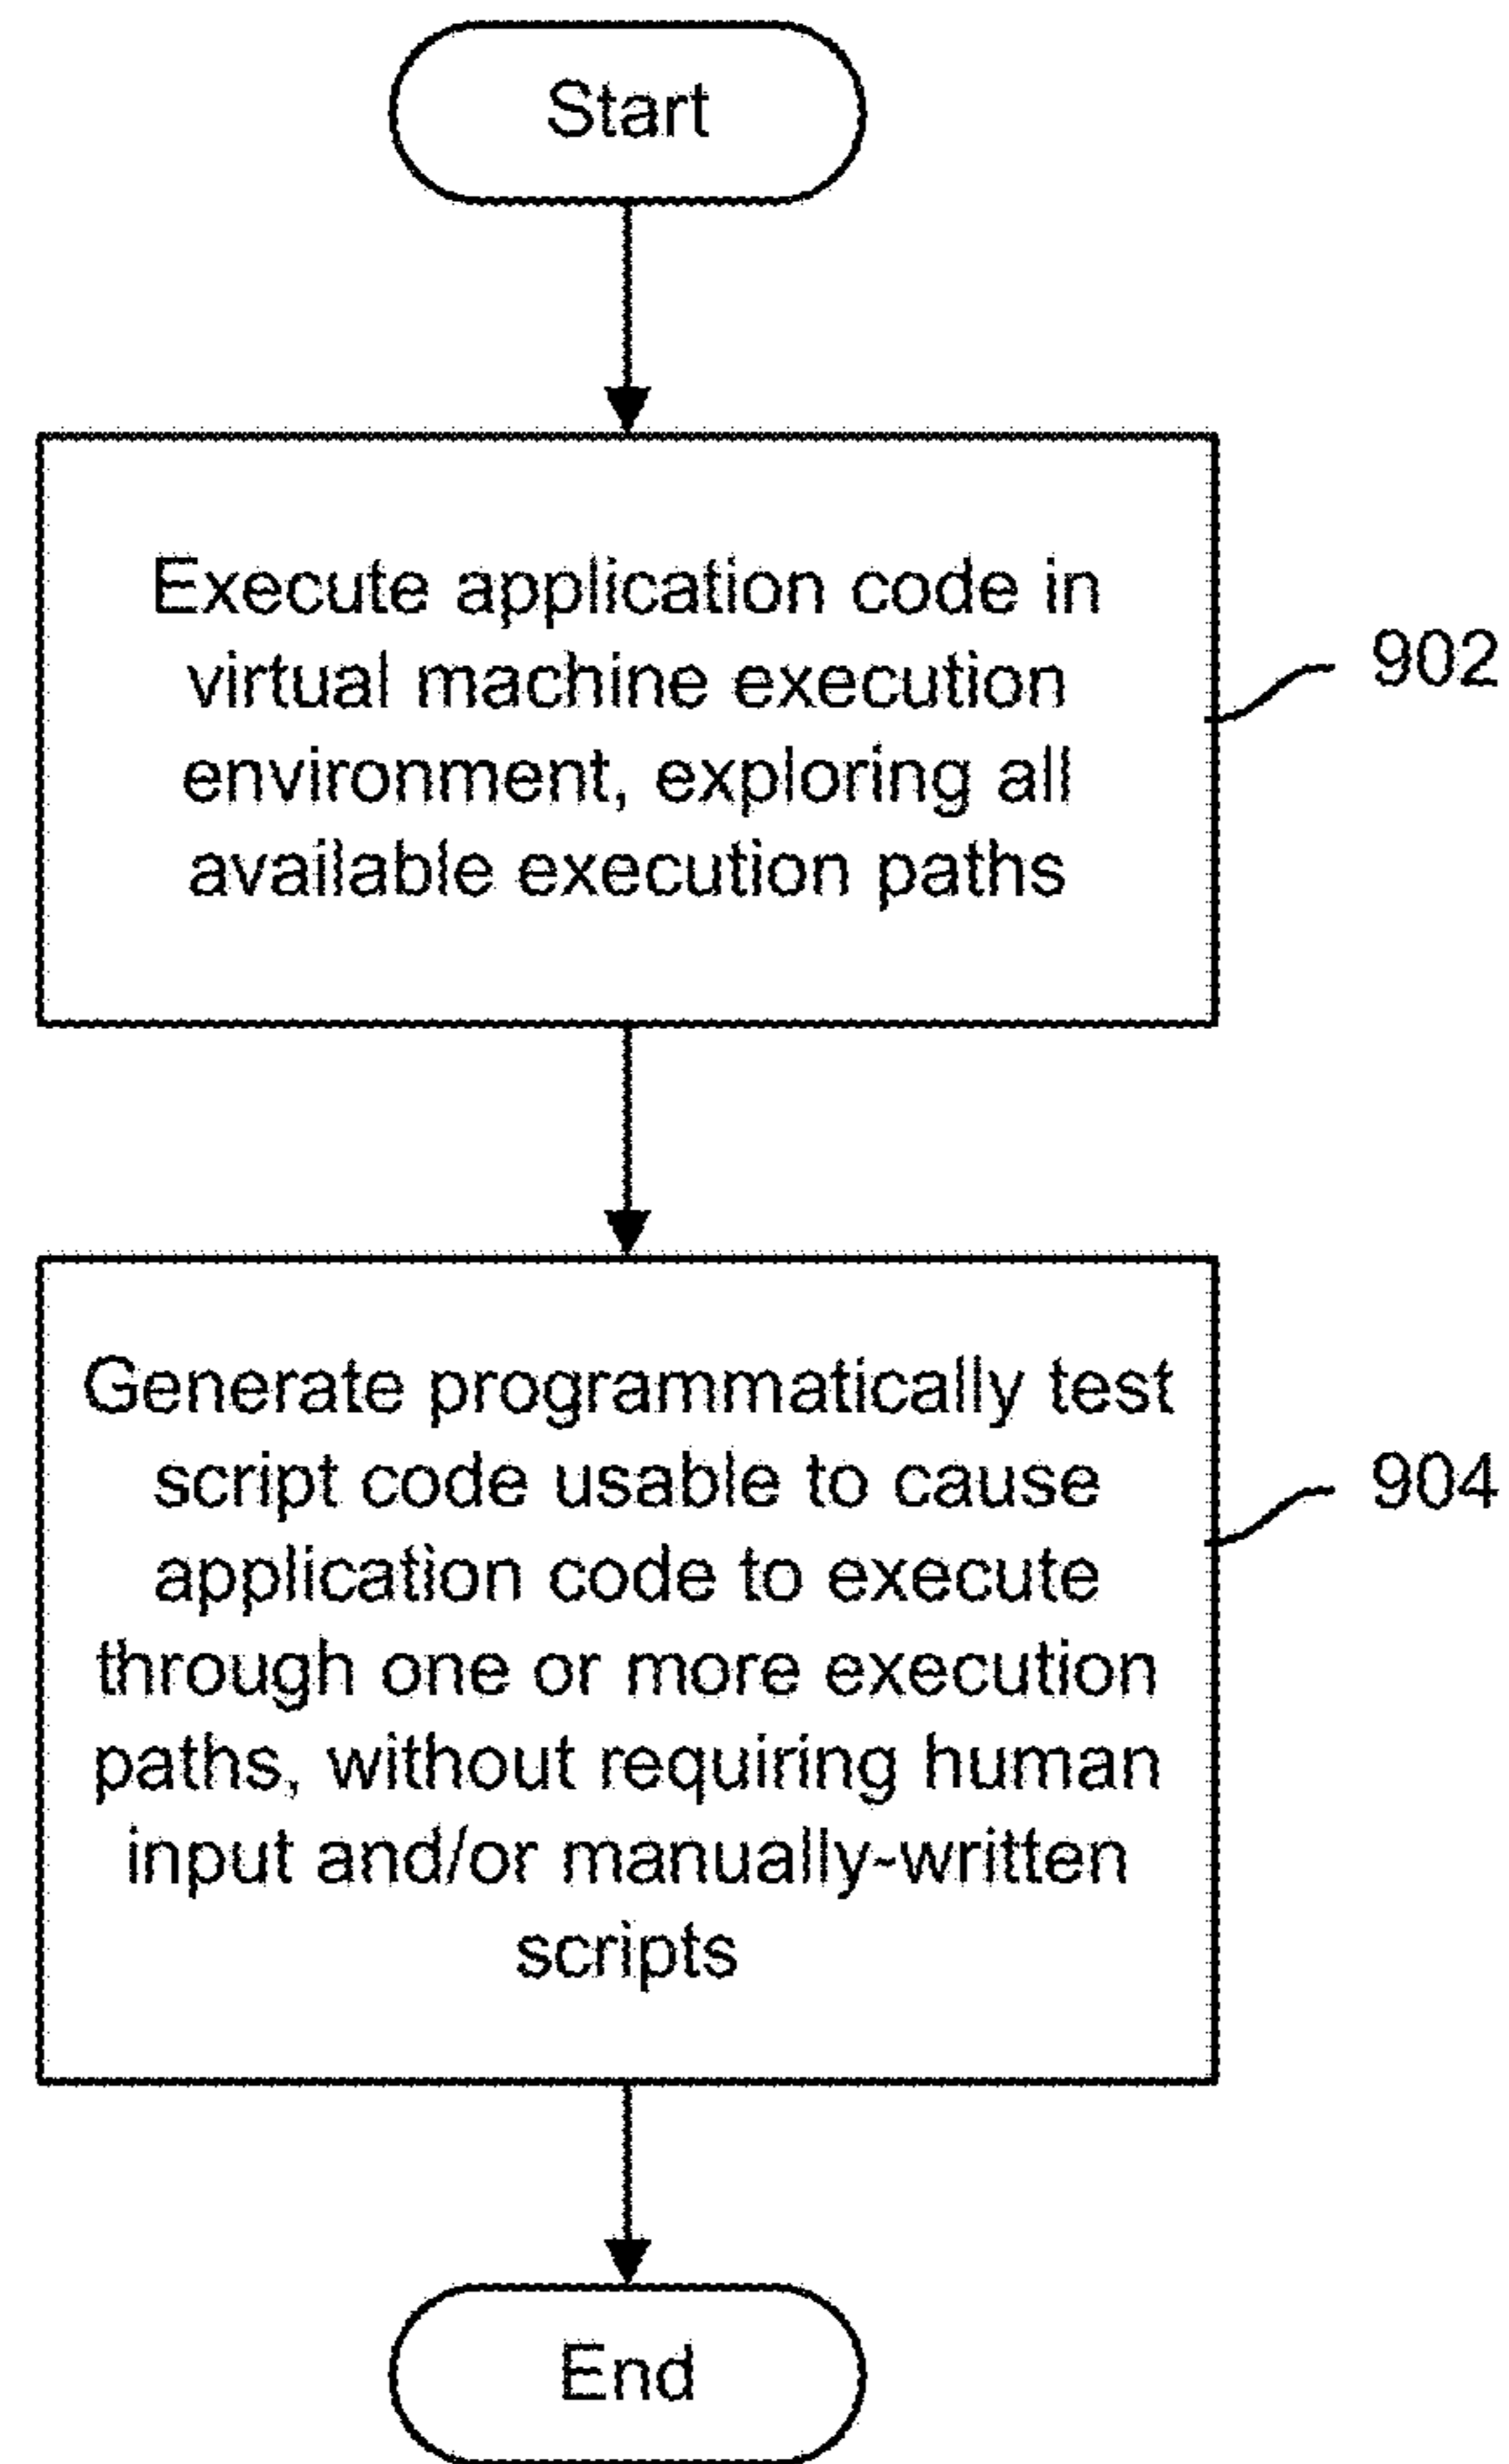 Start
Execute application code in
virtual machine execution
environment, exploring all
available execution paths
902
Generate programmatically test
script code usable to cause
application code to execute
through one or more execution
paths, without requiring human
input and/or manually-written
scripts
904
End